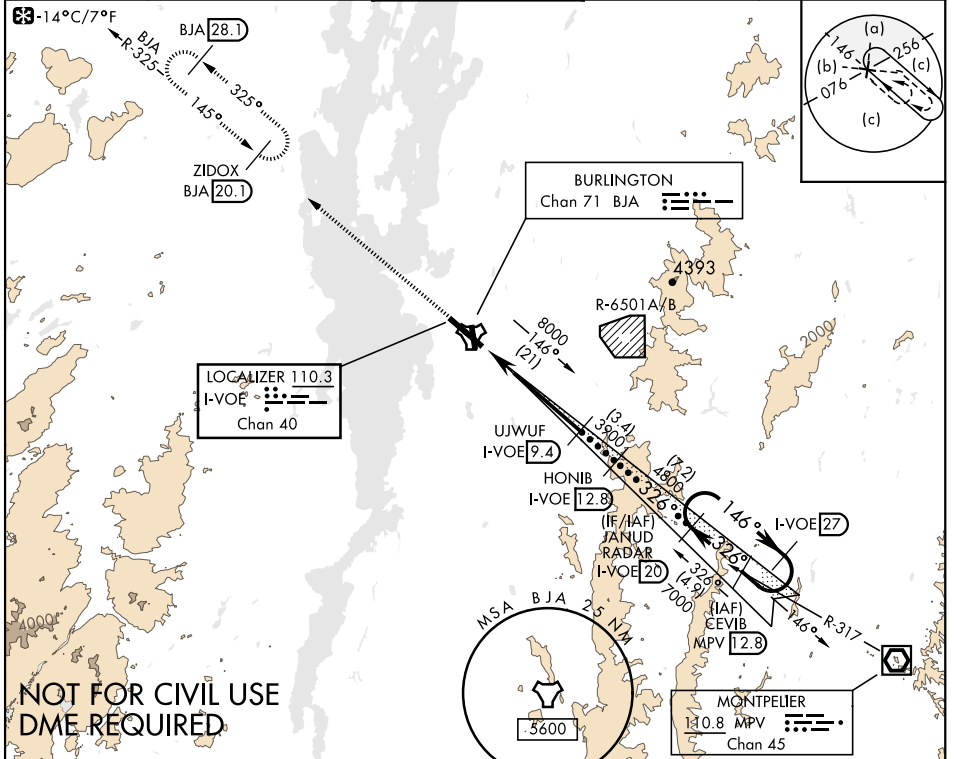 -14°C/7°F
BJA 28.1
BJA
R-325
325°
145°
ZIDOX
BJA 20.1
(a)
146
256
(b)
(c)
076
(c)
BURLINGTON
Chan 71 BJA
4393
R-6501A/B
2000
8000
146°
(21)
LOCALIZER 110.3
I-VOE
Chan 40
UJWUF
I-VOE 9.4
(3.4)
3900
HONIB
I-VOE 12.8
(7.2)
4800
326°
(IF/IAF)
JANUD
RADAR
I-VOE 20
146°
I-VOE 27
326°
326°
(4.9)
7000
(IAF)
CEVIB
MPV 12.8
146°
R-317
4000
MSA BJA 25 NM
5600
MONTPELIER
110.8 MPV
Chan 45
NOT FOR CIVIL USE
DME REQUIRED